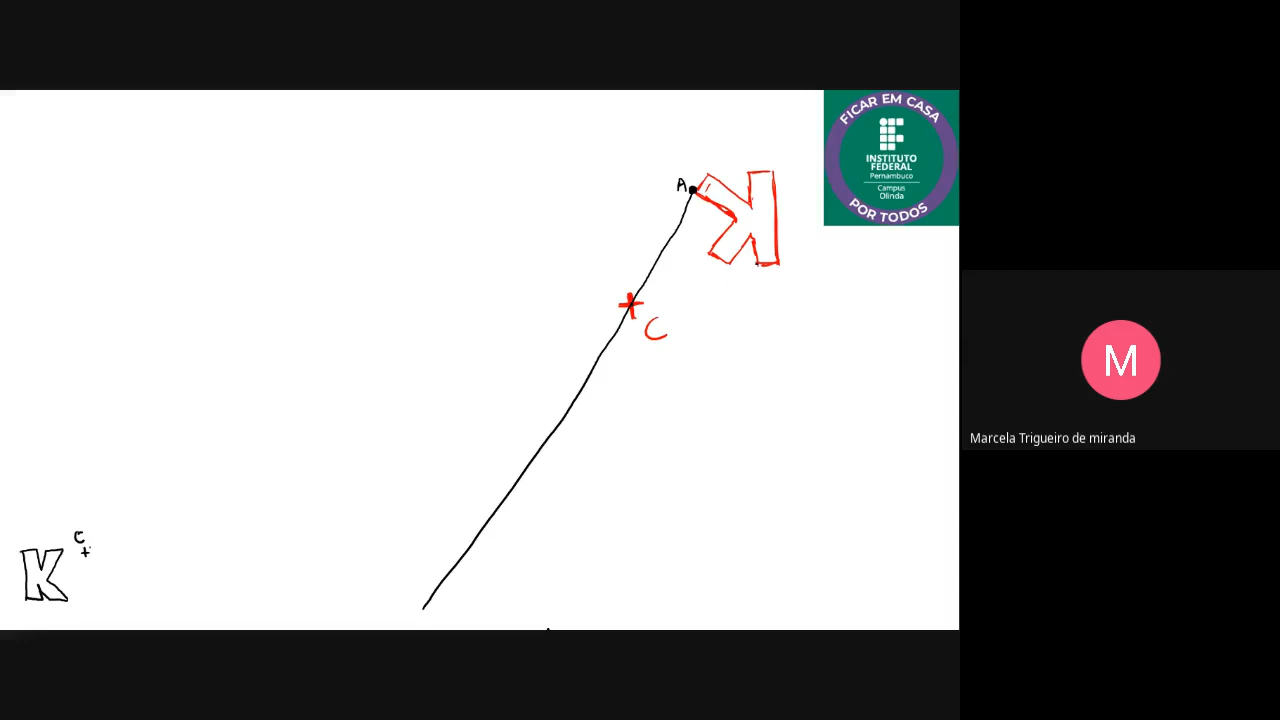 FICAR EM CASA
INSTITUTO
FEDERAL
Pernambuco
Campus
Olinda
POR TODOS
A
K
C
M
Marcela Trigueiro de miranda
C
K